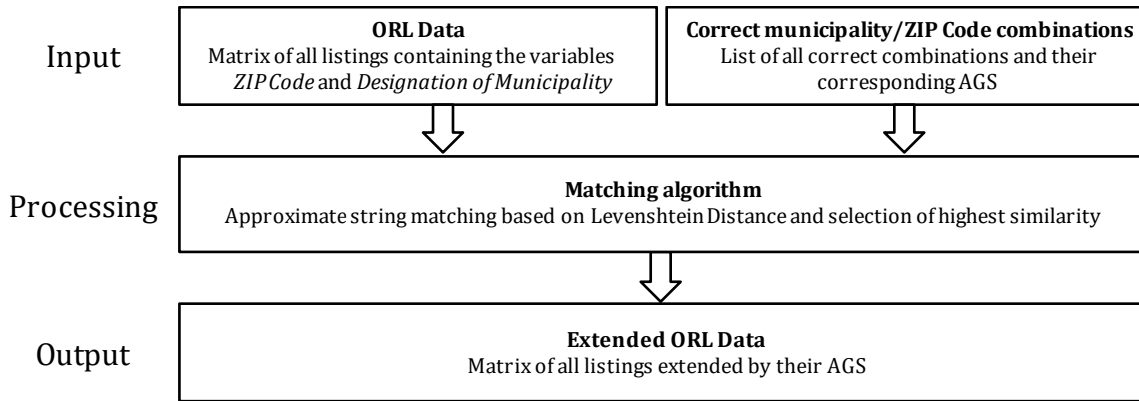 Input
ORL Data
Matrix of all listings containing the variables
ZIP Code and Designation of Municipality
Correct municipality/ZIP Code combinations
List of all correct combinations and their
corresponding AGS
Processing
Matching algorithm
Approximate string matching based on Levenshtein Distance and selection of highest similarity
Output
Extended ORL Data
Matrix of all listings extended by their AGS